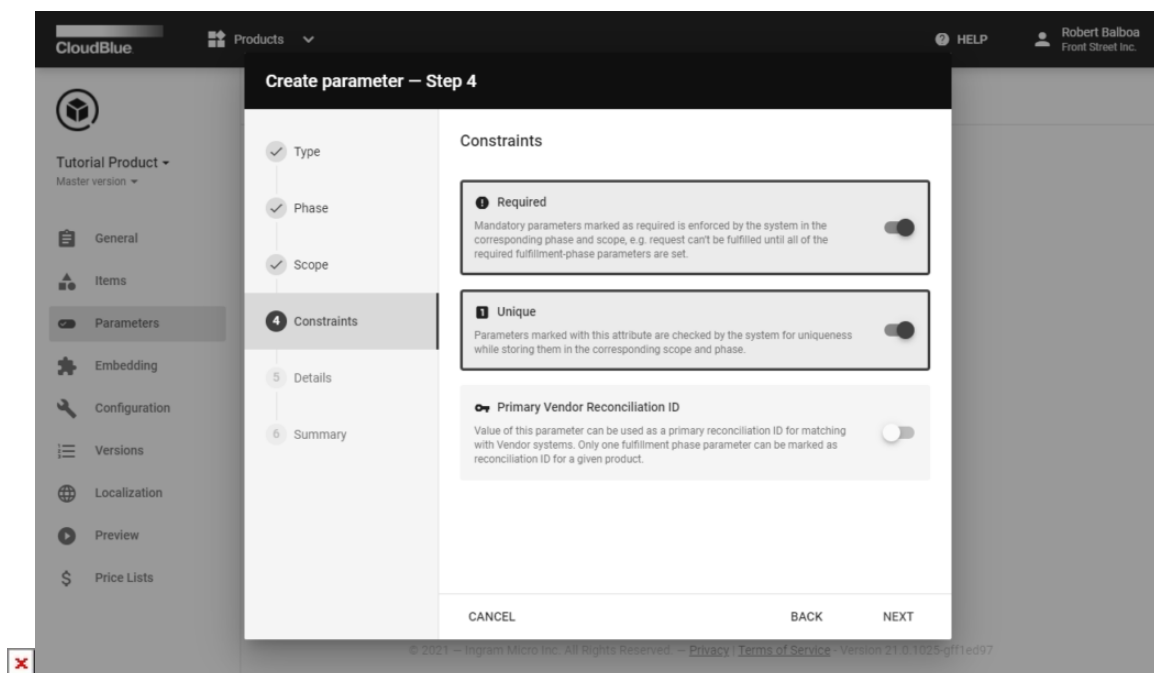 CloudBlue
Products
HELP
Robert Balboa
Front Street Inc.
Create parameter — Step 4
Tutorial Product
Master version
General
Items
Parameters
Embedding
Configuration
Versions
Localization
Preview
Price Lists
Type
Phase
Scope
4 Constraints
5 Details
6 Summary
Constraints
Required
Mandatory parameters marked as required is enforced by the system in the
corresponding phase and scope, e.g. request can't be fulfilled until all of the
required fulfillment-phase parameters are set.
Unique
Parameters marked with this attribute are checked by the system for uniqueness
while storing them in the corresponding scope and phase.
Primary Vendor Reconciliation ID
Value of this parameter can be used as a primary reconciliation ID for matching
with Vendor systems. Only one fulfillment phase parameter can be marked as
reconciliation ID for a given product.
CANCEL
BACK
NEXT
© 2021 — Ingram Micro Inc. All Rights Reserved. — Privacy | Terms of Service - Version 21.0.1025-gff1ed97